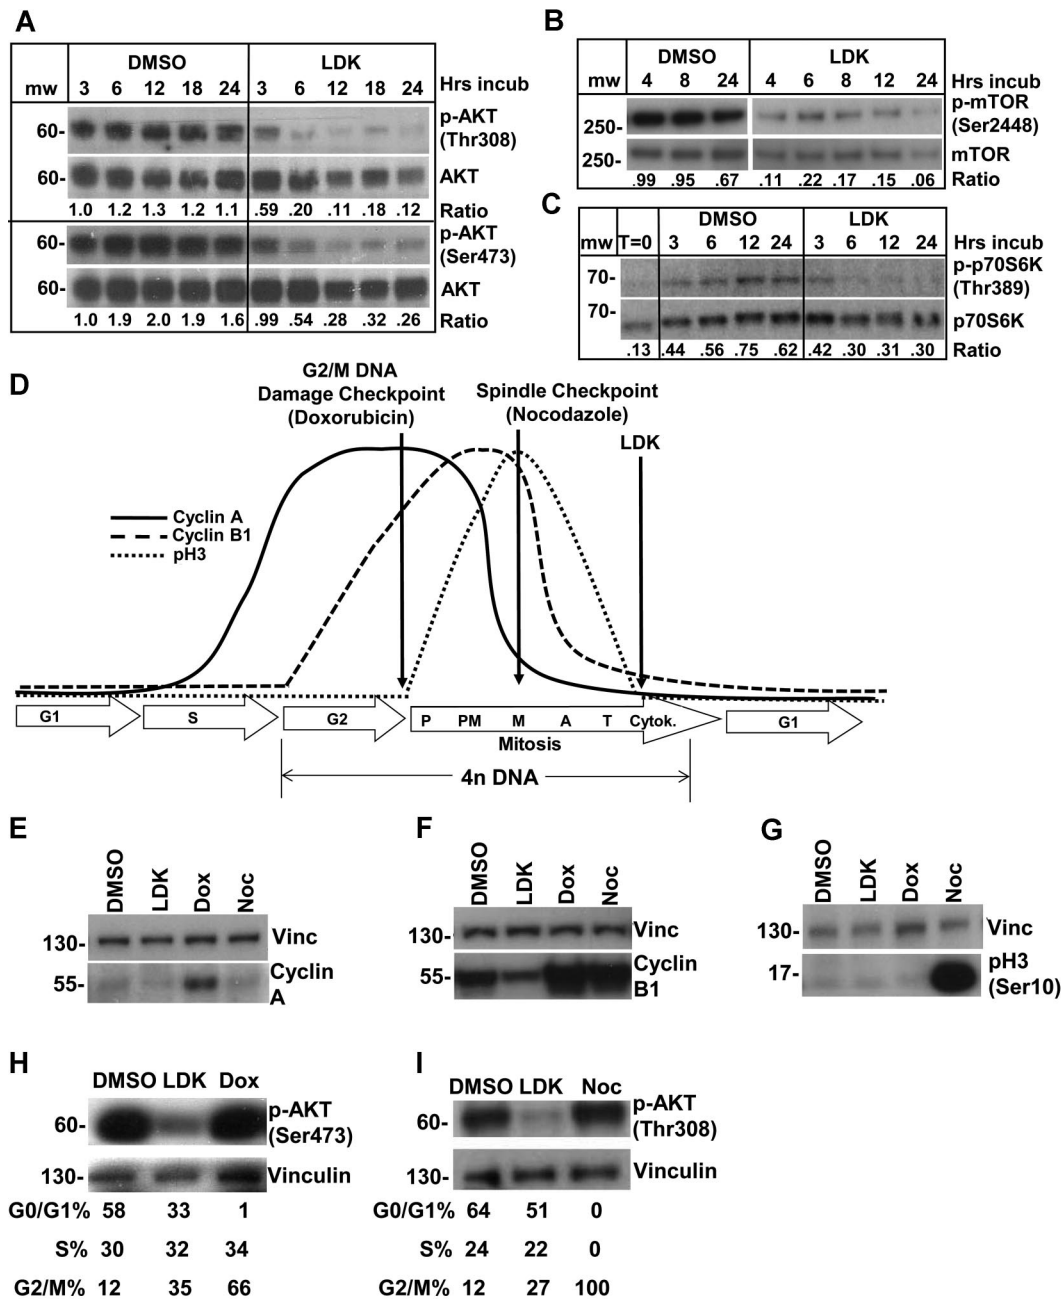 A
DMSO LDK
mw 3 6 12 18 24 3 6 12 18 24 Hrs incub
60- p-AKT
(Thr308)
60- AKT
1.0 1.2 1.3 1.2 1.1 .59 .20 .11 .18 .12 Ratio
60- p-AKT
(Ser473)
60- AKT
1.0 1.9 2.0 1.9 1.6 .99 .54 .28 .32 .26 Ratio
B
DMSO LDK
mw 4 8 24 4 6 8 12 24 Hrs incub
250- p-mTOR
(Ser2448)
250- mTOR
.99 .95 .67 .11 .22 .17 .15 .06 Ratio
C
DMSO LDK
mw T=0 3 6 12 24 3 6 12 24 Hrs incub
70- p-p70S6K
(Thr389)
70- p70S6K
.13 .44 .56 .75 .62 .42 .30 .31 .30 Ratio
D
G2/M DNA
Damage Checkpoint
(Doxorubicin)
Spindle Checkpoint
(Nocodazole)
LDK
Cyclin A
Cyclin B1
pH3
G1 S G2 P PM M A T Cytok. G1
Mitosis
4n DNA
E
DMSO LDK Dox Noc
130- Vinc
55- Cyclin
A
F
DMSO LDK Dox Noc
130- Vinc
55- Cyclin
B1
G
DMSO LDK Dox Noc
130- Vinc
17- pH3
(Ser10)
H
DMSO LDK Dox
60- p-AKT
(Ser473)
130- Vinculin
G0/G1% 58 33 1
S% 30 32 34
G2/M% 12 35 66
I
DMSO LDK Noc
60- p-AKT
(Thr308)
130- Vinculin
G0/G1% 64 51 0
S% 24 22 0
G2/M% 12 27 100